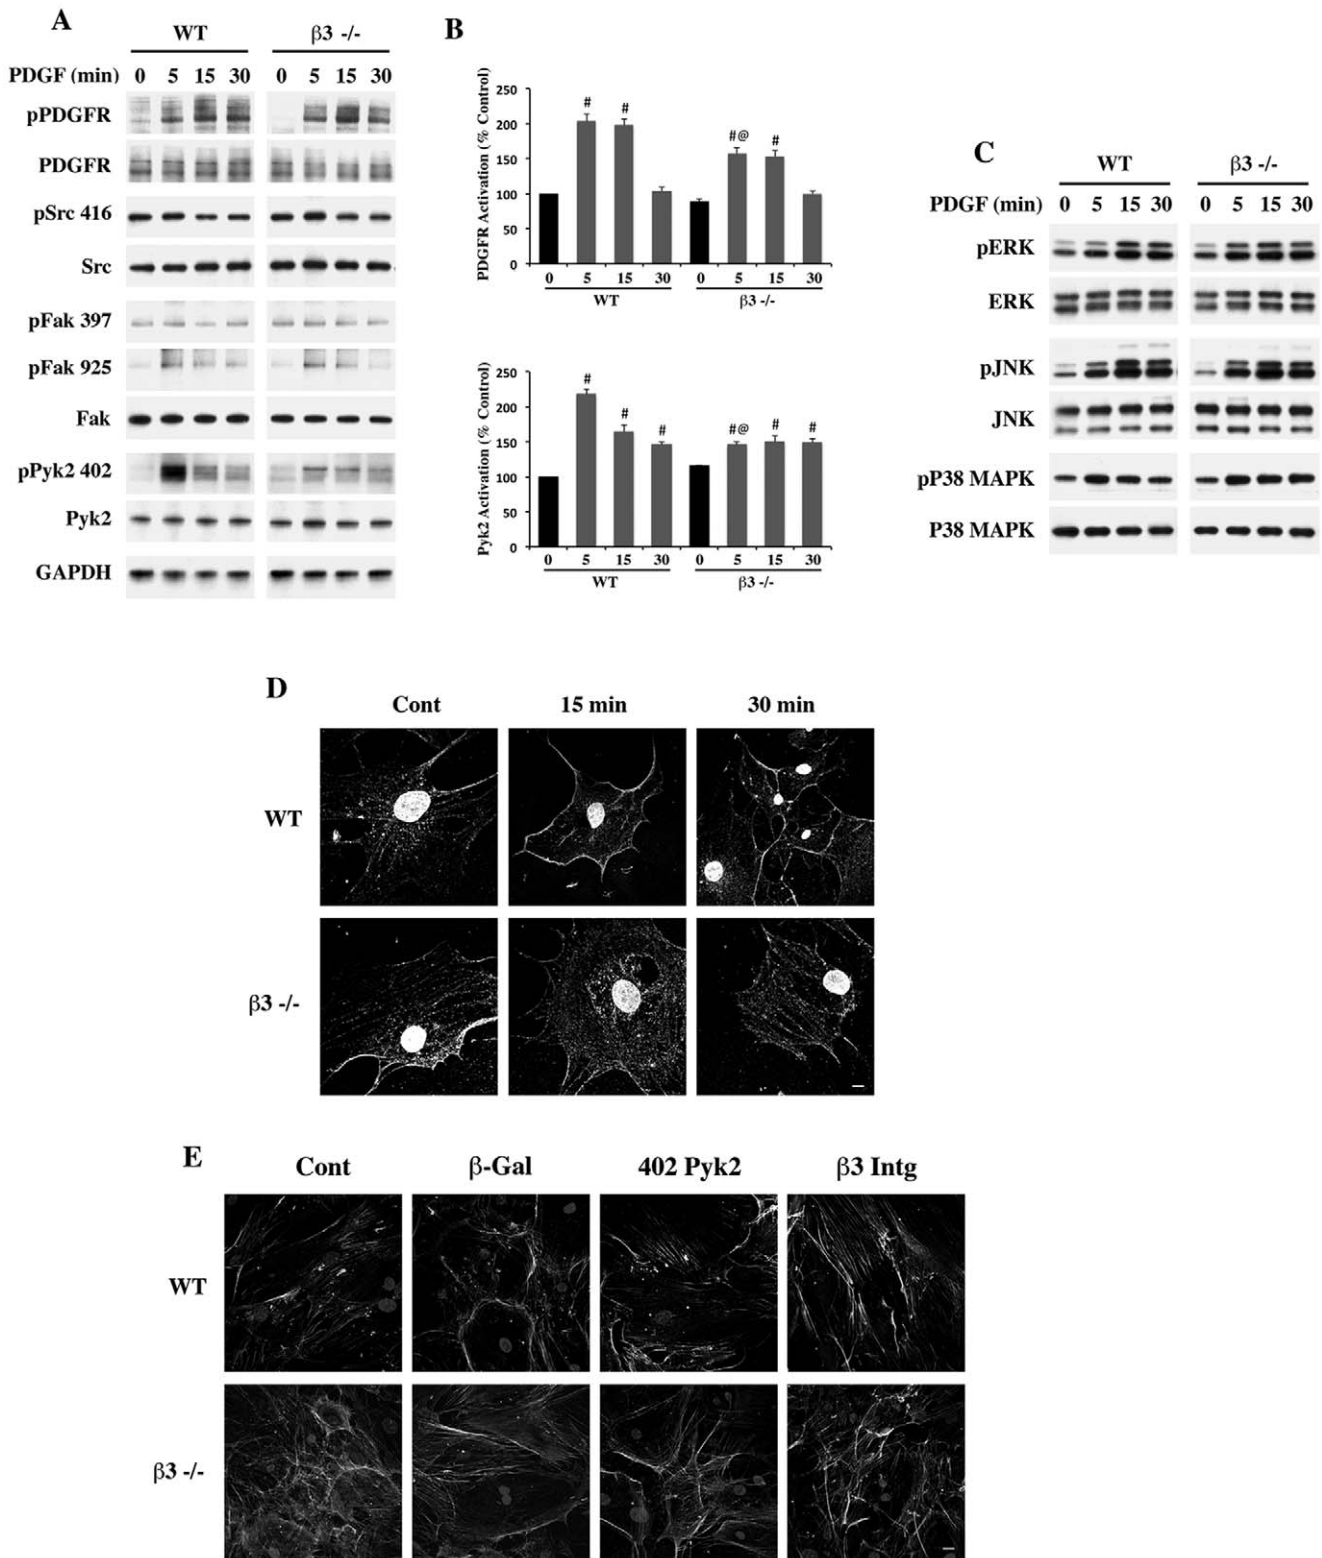 A
WT β3 -/-
PDGF (min) 0 5 15 30 0 5 15 30
pPDGFR
PDGFR
pSrc 416
Src
pFak 397
pFak 925
Fak
pPyk2 402
Pyk2
GAPDH
B
PDGFR Activation (% Control)
250
200
150
100
50
0
# # #@ #
0 5 15 30 0 5 15 30
WT β3 -/-
Pyk2 Activation (% Control)
250
200
150
100
50
0
# # # #@ # #
0 5 15 30 0 5 15 30
WT β3 -/-
C
WT β3 -/-
PDGF (min) 0 5 15 30 0 5 15 30
pERK
ERK
pJNK
JNK
pP38 MAPK
P38 MAPK
D
Cont 15 min 30 min
WT
β3 -/-
E
Cont β-Gal 402 Pyk2 β3 Intg
WT
β3 -/-